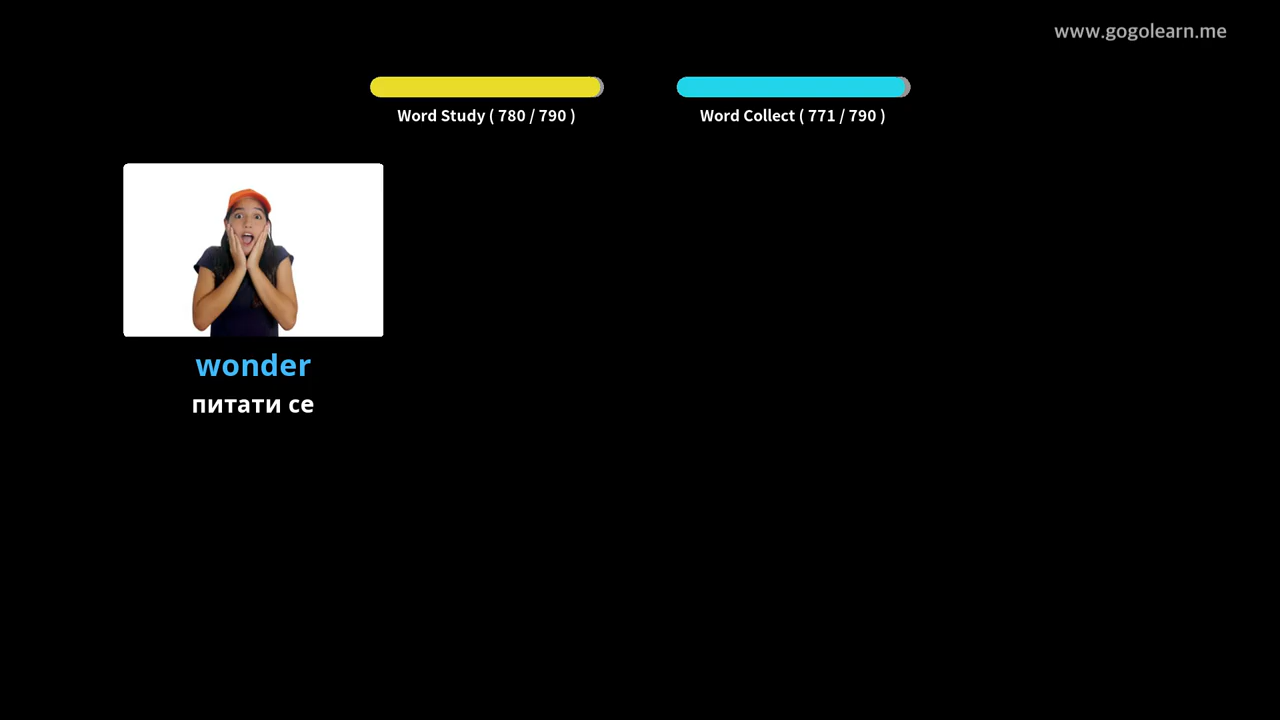 www.gogolearn.me
Word Study ( 780 / 790 )
Word Collect ( 771 / 790 )
wonder
питати се